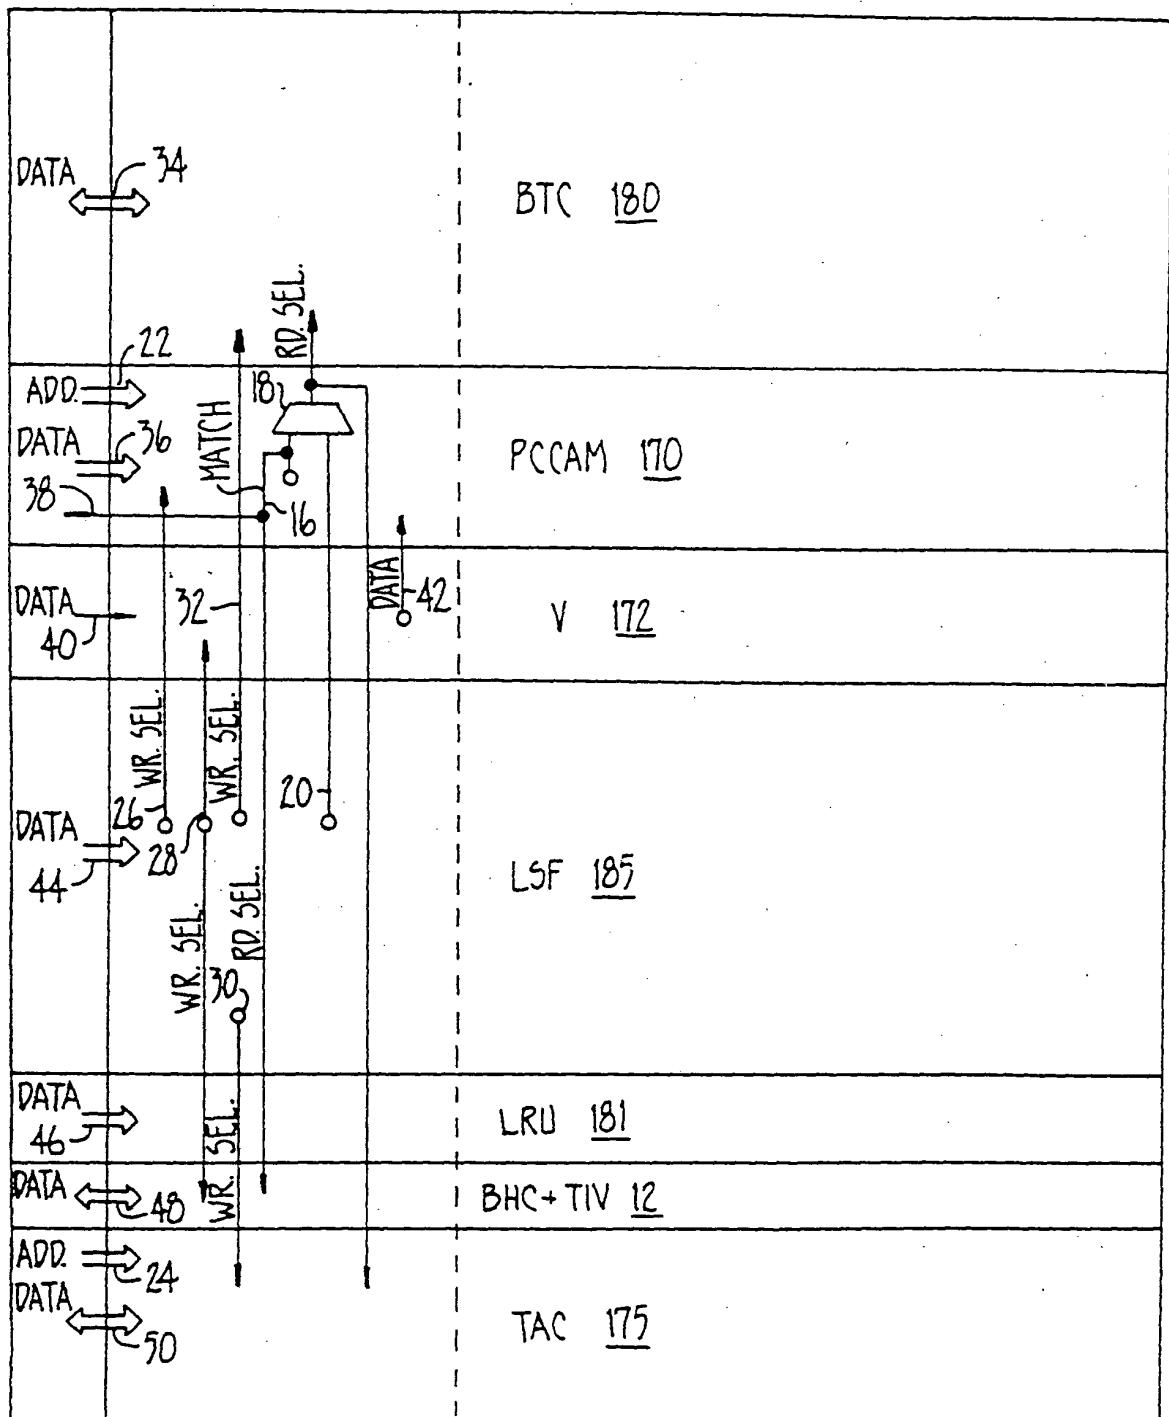 DATA 34
BTC 180
RD. SEL.
22
ADD.
18
DATA 36
MATCH
PCCAM 170
38
16
DATA
40
32
DATA
42
V 172
WR. SEL.
WR. SEL.
26
20
DATA
44
28
LSF 185
WR. SEL.
RD. SEL.
30
DATA
46
WR. SEL.
LRU 181
DATA
48
BHC+TIV 12
ADD.
24
DATA
50
TAC 175